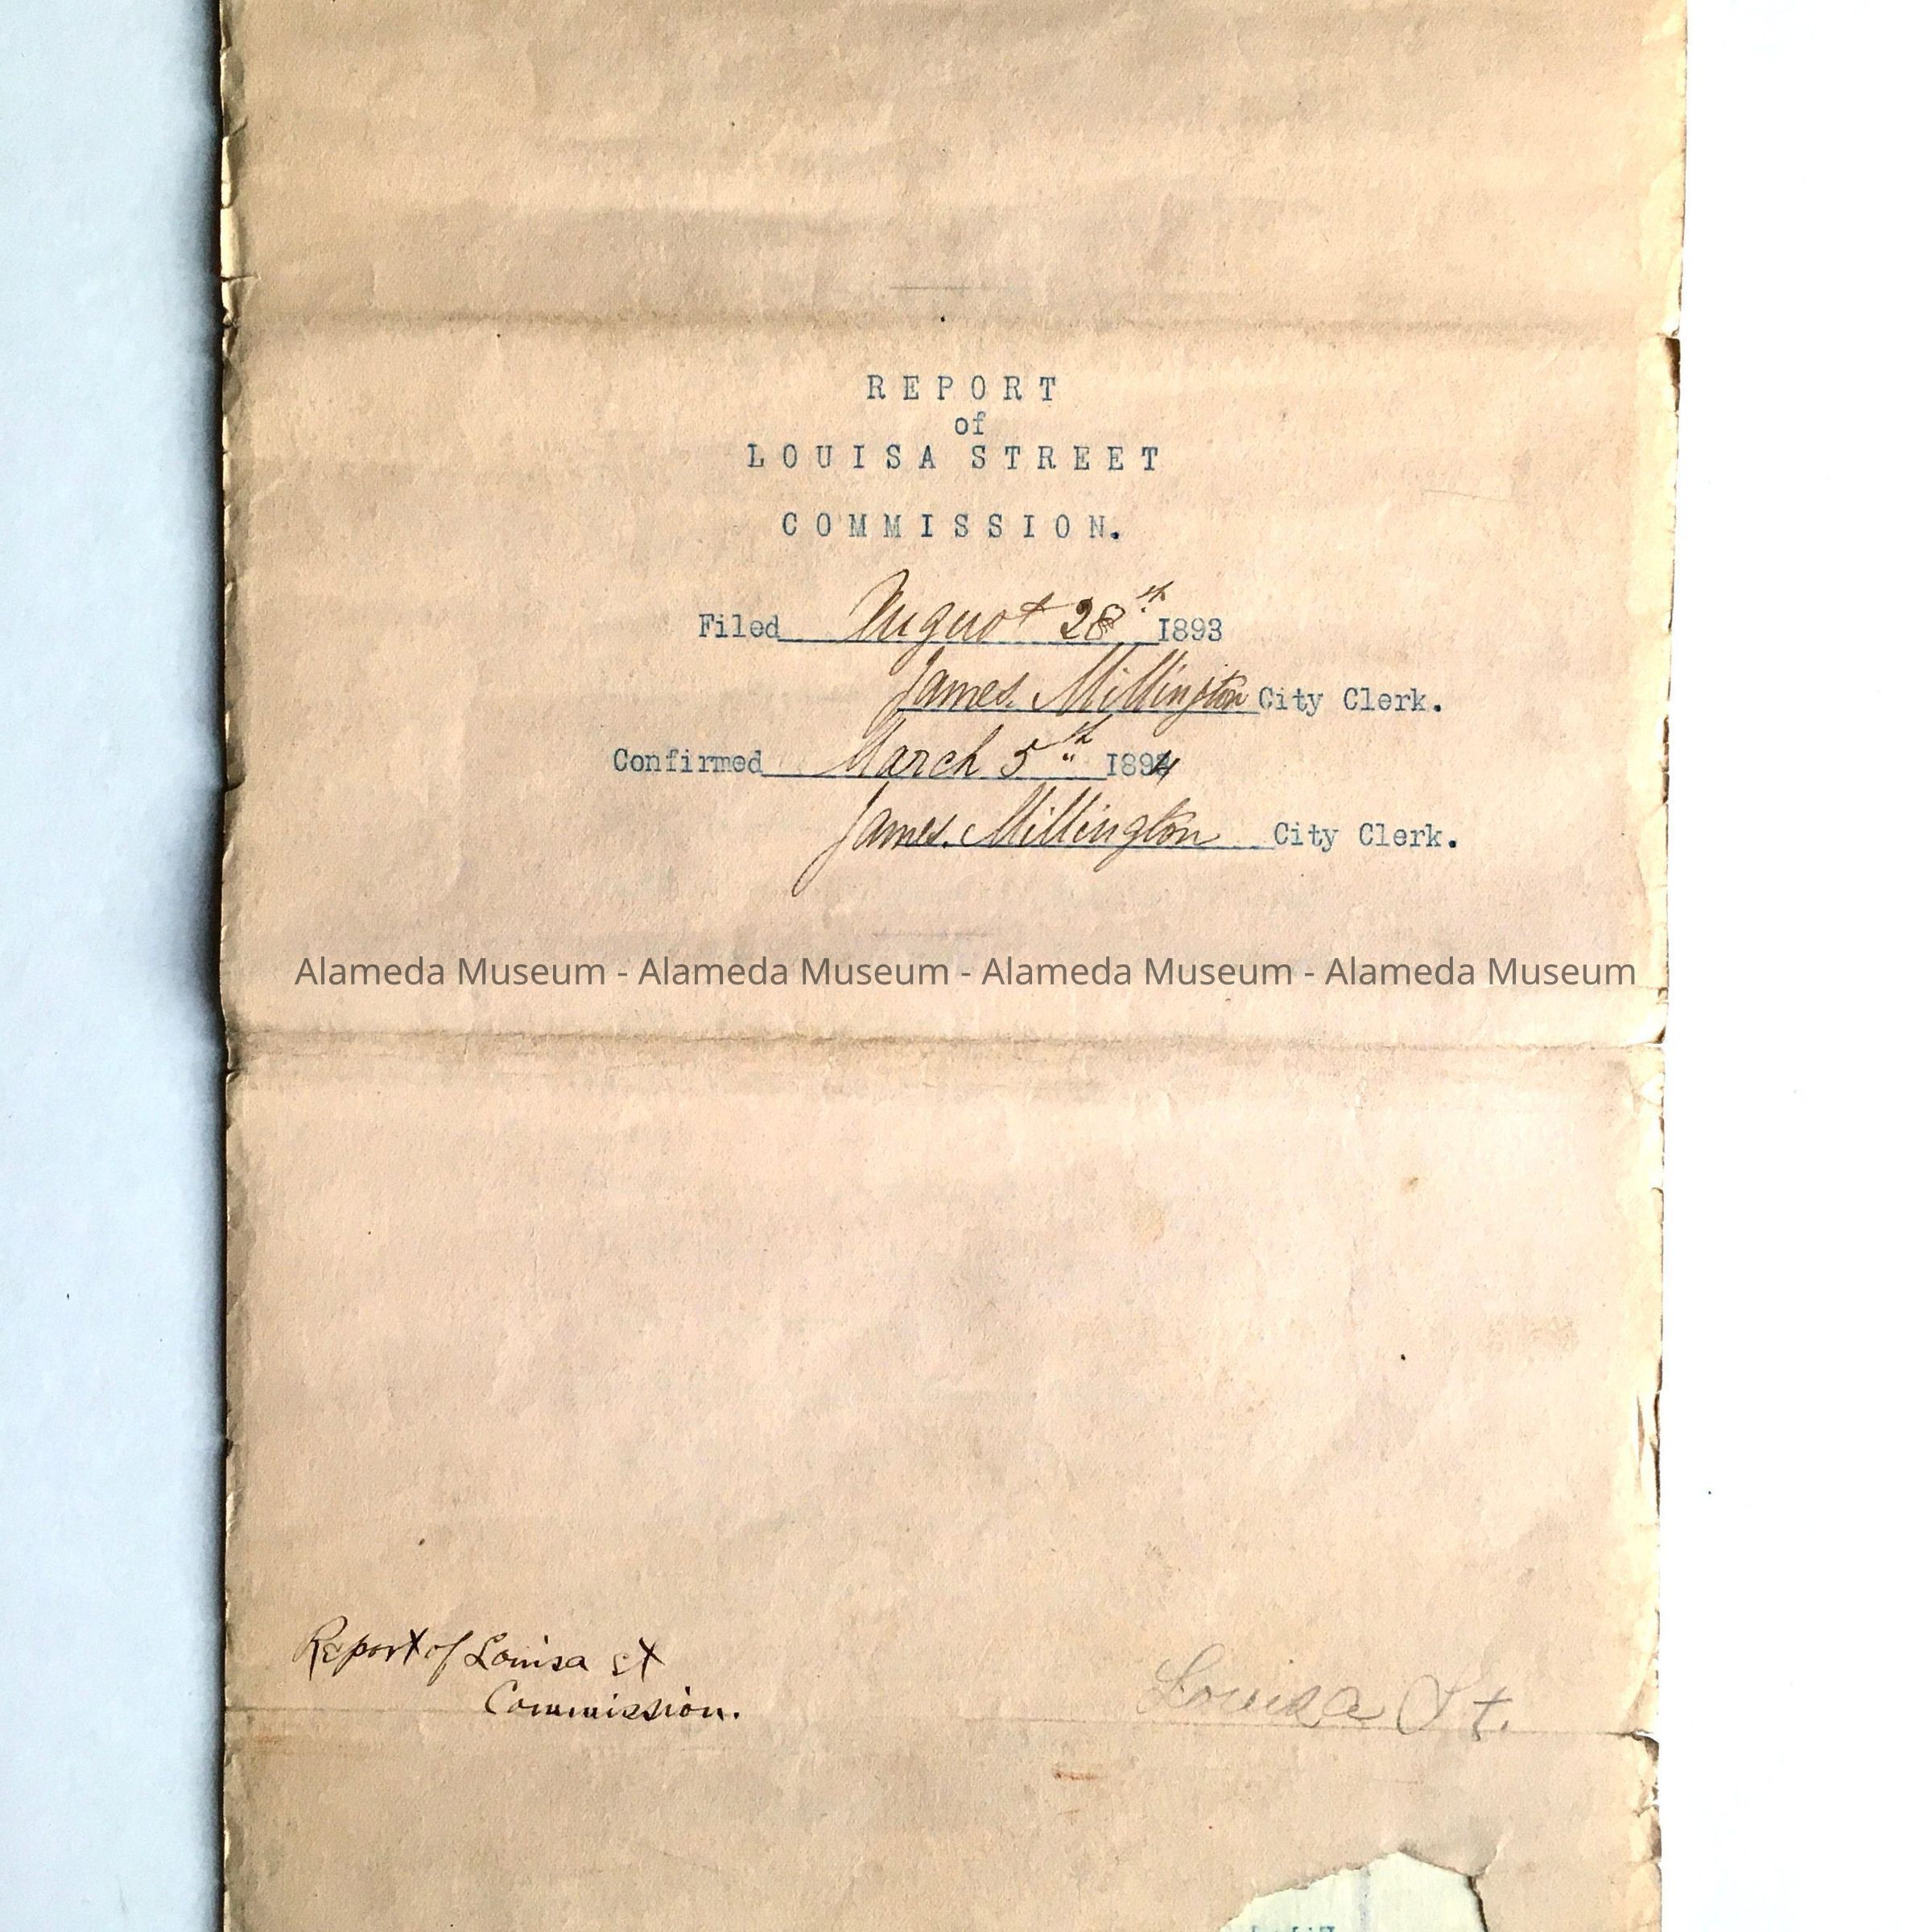 REPORT
of
LOUISA STREET
COMMISSION.
Filed August 28th 1893
James. Millington City Clerk.
Confirmed March 5th 1894
James. Millington City Clerk.
Alameda Museum - Alameda Museum - Alameda Museum - Alameda Museum
Report of Louisa St
Commission.
Louisa St.